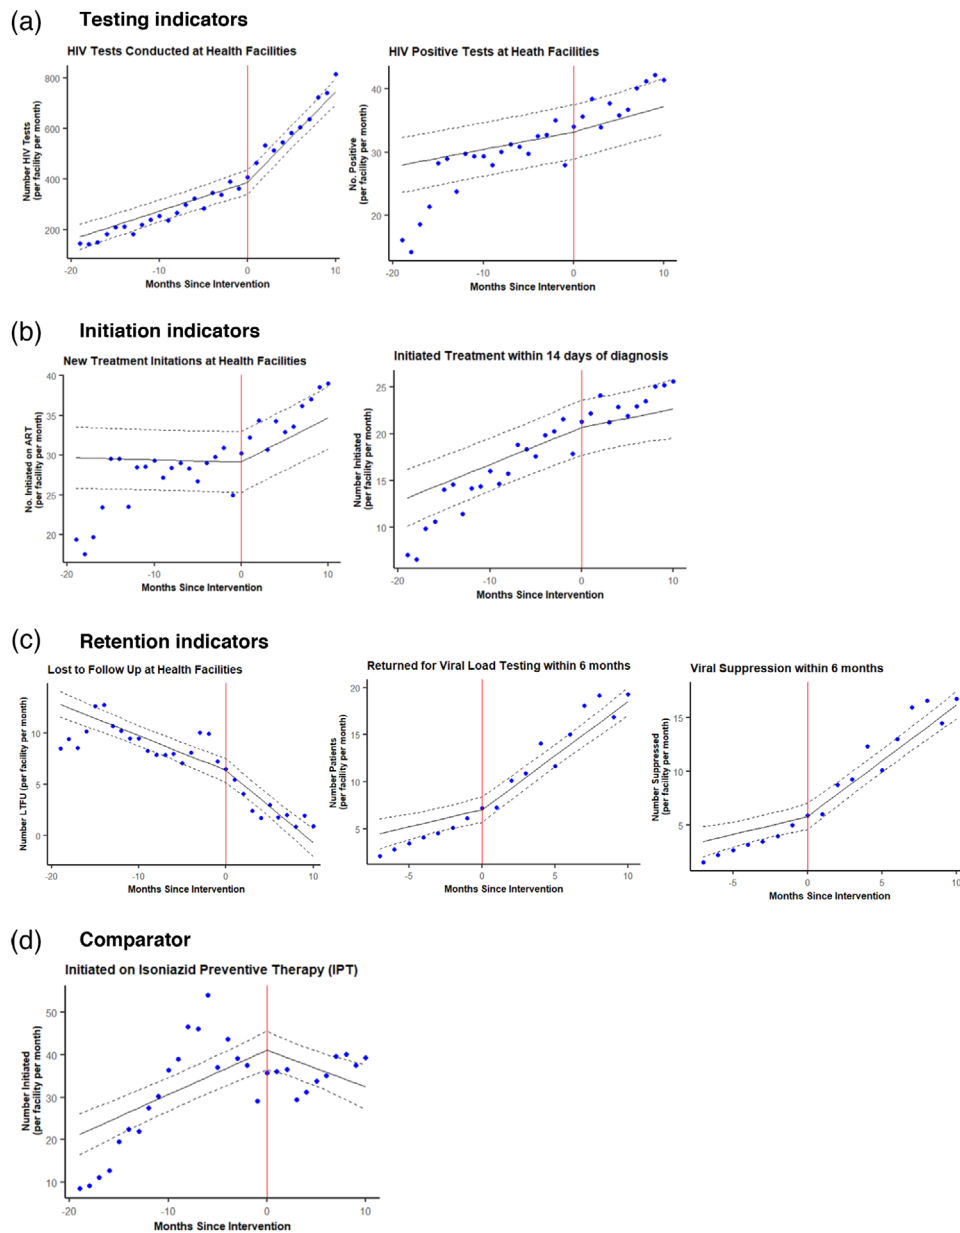 (a) Testing indicators
HIV Tests Conducted at Health Facilities
HIV Positive Tests at Heath Facilities
Number HIV Tests
(per facility per month)
800
600
400
200
-20 -10 0 10
Months Since Intervention
No. Positive
(per facility per month)
40
30
20
-20 -10 0 10
Months Since Intervention
(b) Initiation indicators
New Treatment Initations at Health Facilities
Initiated Treatment within 14 days of diagnosis
No. Initiated on ART
(per facility per month)
40
35
30
25
20
-20 -10 0 10
Months Since Intervention
Number Initiated
(per facility per month)
25
20
15
10
-20 -10 0 10
Months Since Intervention
(c) Retention indicators
Lost to Follow Up at Health Facilities
Returned for Viral Load Testing within 6 months
Viral Suppression within 6 months
Number LTFU (per facility per month)
10
5
0
-20 -10 0 10
Months Since Intervention
Number Patients
(per facility per month)
20
15
10
5
-5 0 5 10
Months Since Intervention
Number Suppressed
(per facility per month)
15
10
5
-5 0 5 10
Months Since Intervention
(d) Comparator
Initiated on Isoniazid Preventive Therapy (IPT)
Number Initiated
(per facility per month)
50
40
30
20
10
-20 -10 0 10
Months Since Intervention